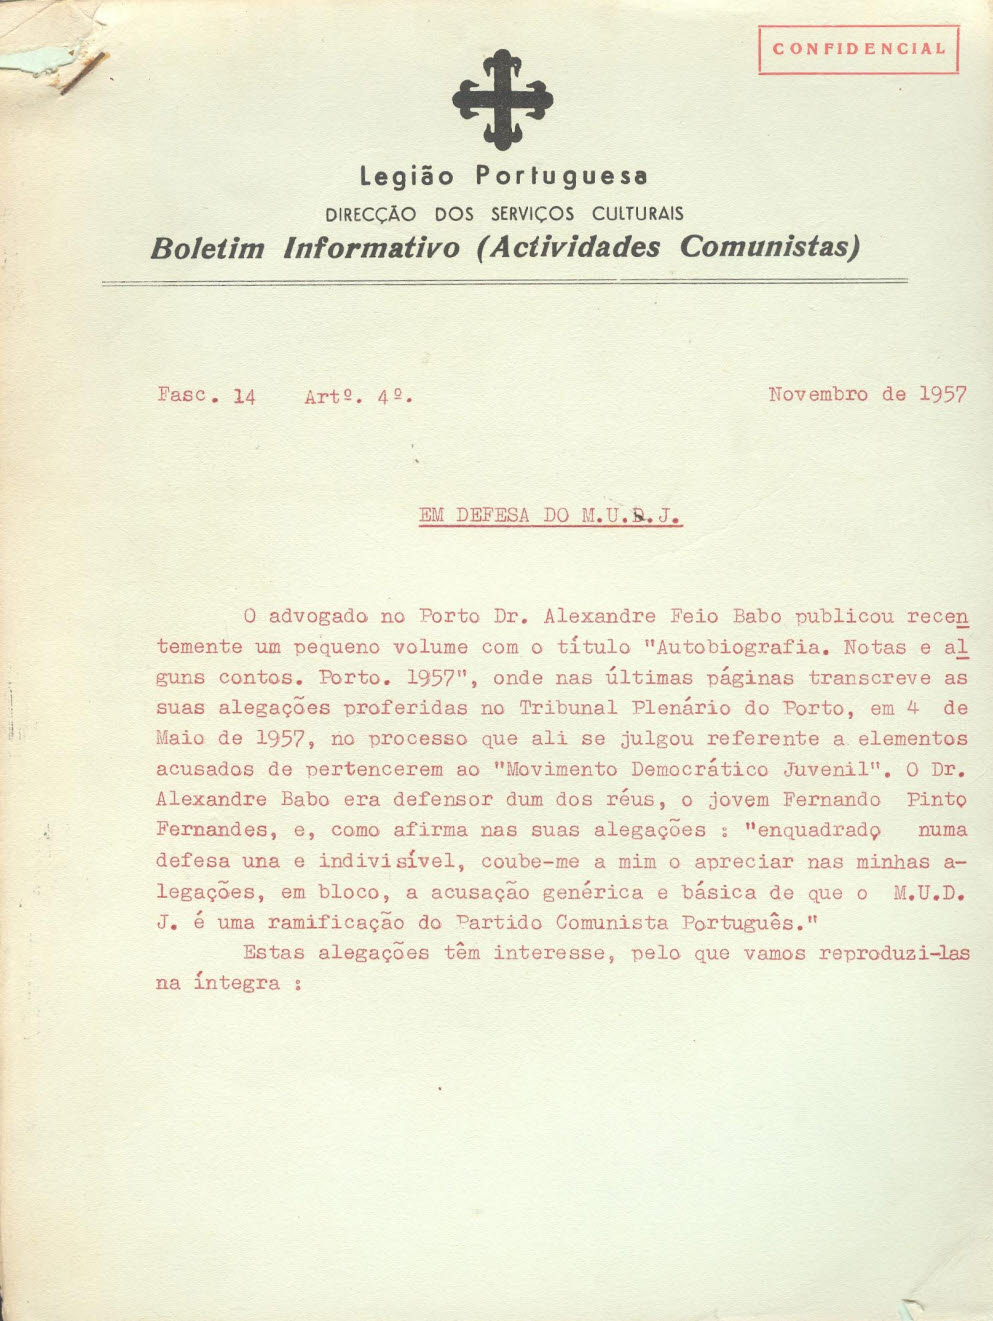 CONFIDENCIAL
Legião Portuguesa
DIRECÇÃO DOS SERVIÇOS CULTURAIS
Boletim Informativo (Actividades Comunistas)
Fasc. 14 Artº. 4º. Novembro de 1957
EM DEFESA DO M.U.D.J.
O advogado no Porto Dr. Alexandre Feio Babo publicou recen
temente um pequeno volume com o título "Autobiografia. Notas e al
guns contos. Porto. 1957", onde nas últimas páginas transcreve as
suas alegações proferidas no Tribunal Plenário do Porto, em 4 de
Maio de 1957, no processo que ali se julgou referente a elementos
acusados de pertencerem ao "Movimento Democrático Juvenil". O Dr.
Alexandre Babo era defensor dum dos réus, o jovem Fernando Pinto
Fernandes, e, como afirma nas suas alegações : "enquadrado numa
defesa una e indivisível, coube-me a mim o apreciar nas minhas a-
legações, em bloco, a acusação genérica e básica de que o M.U.D.
J. é uma ramificação do Partido Comunista Português."
Estas alegações têm interesse, pelo que vamos reproduzi-las
na íntegra :